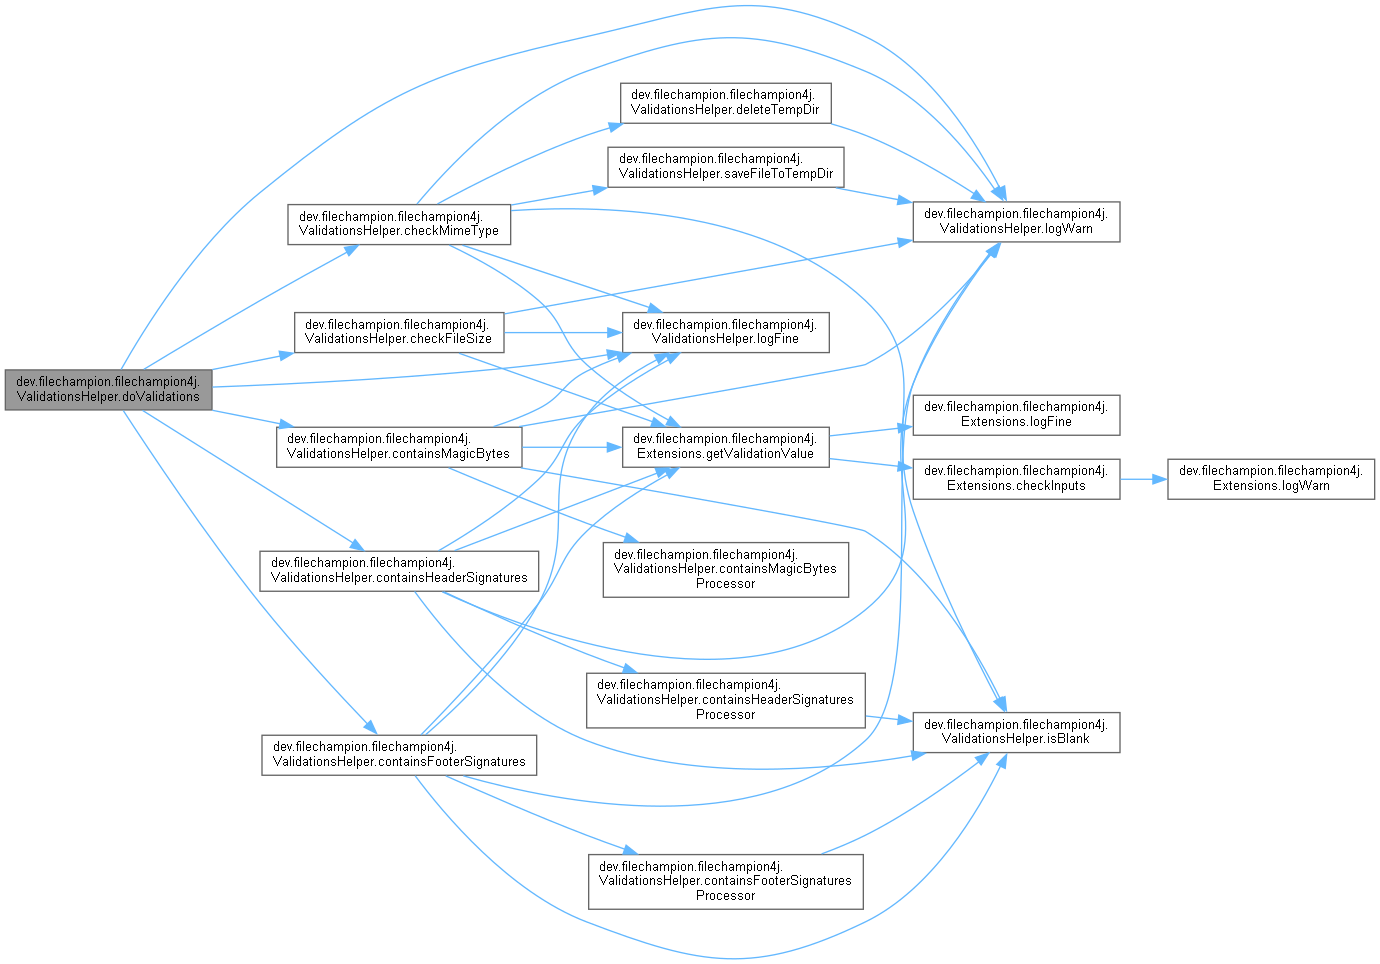 dev.filechampion.filechampion4j.
ValidationsHelper.doValidations
dev.filechampion.filechampion4j.
ValidationsHelper.checkMimeType
dev.filechampion.filechampion4j.
ValidationsHelper.checkFileSize
dev.filechampion.filechampion4j.
ValidationsHelper.containsMagicBytes
dev.filechampion.filechampion4j.
ValidationsHelper.containsHeaderSignatures
dev.filechampion.filechampion4j.
ValidationsHelper.containsFooterSignatures
dev.filechampion.filechampion4j.
ValidationsHelper.deleteTempDir
dev.filechampion.filechampion4j.
ValidationsHelper.saveFileToTempDir
dev.filechampion.filechampion4j.
ValidationsHelper.logFine
dev.filechampion.filechampion4j.
Extensions.getValidationValue
dev.filechampion.filechampion4j.
ValidationsHelper.containsMagicBytes
Processor
dev.filechampion.filechampion4j.
ValidationsHelper.containsHeaderSignatures
Processor
dev.filechampion.filechampion4j.
ValidationsHelper.containsFooterSignatures
Processor
dev.filechampion.filechampion4j.
ValidationsHelper.logWarn
dev.filechampion.filechampion4j.
Extensions.logFine
dev.filechampion.filechampion4j.
Extensions.checkInputs
dev.filechampion.filechampion4j.
ValidationsHelper.isBlank
dev.filechampion.filechampion4j.
Extensions.logWarn